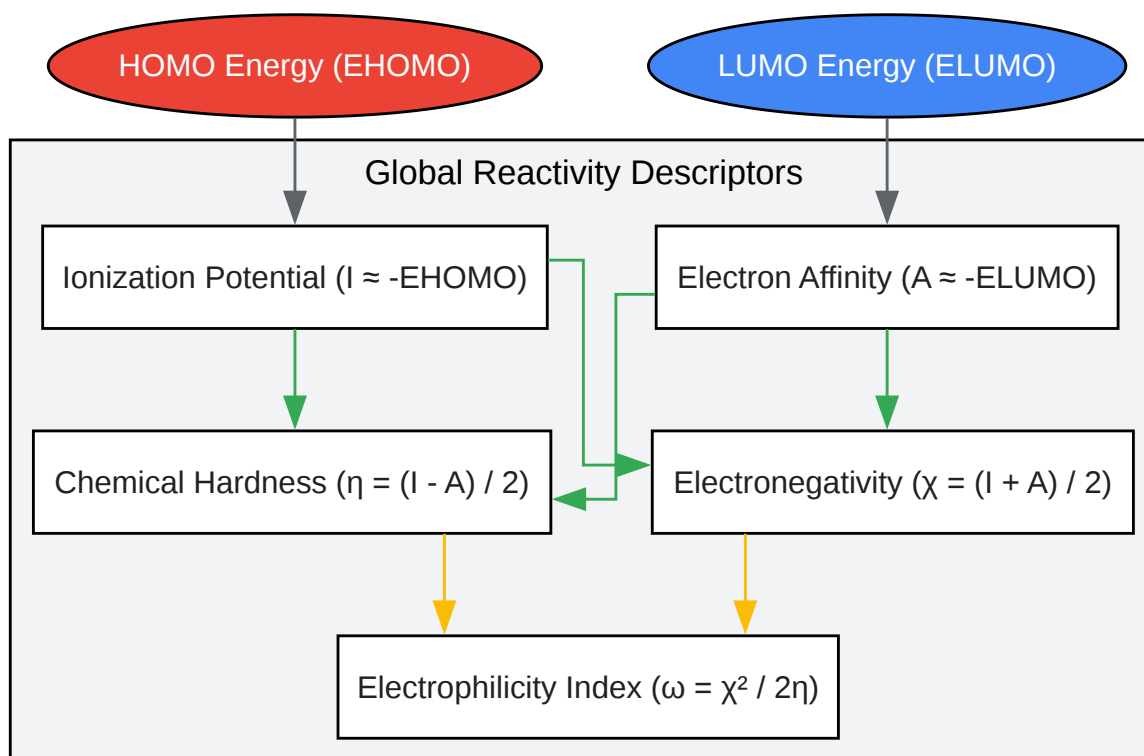 HOMO Energy (EHOMO)
LUMO Energy (ELUMO)
Global Reactivity Descriptors
Ionization Potential (I ≈ -EHOMO)
Electron Affinity (A ≈ -ELUMO)
Chemical Hardness (η = (I - A) / 2)
Electronegativity (χ = (I + A) / 2)
Electrophilicity Index (ω = χ² / 2η)